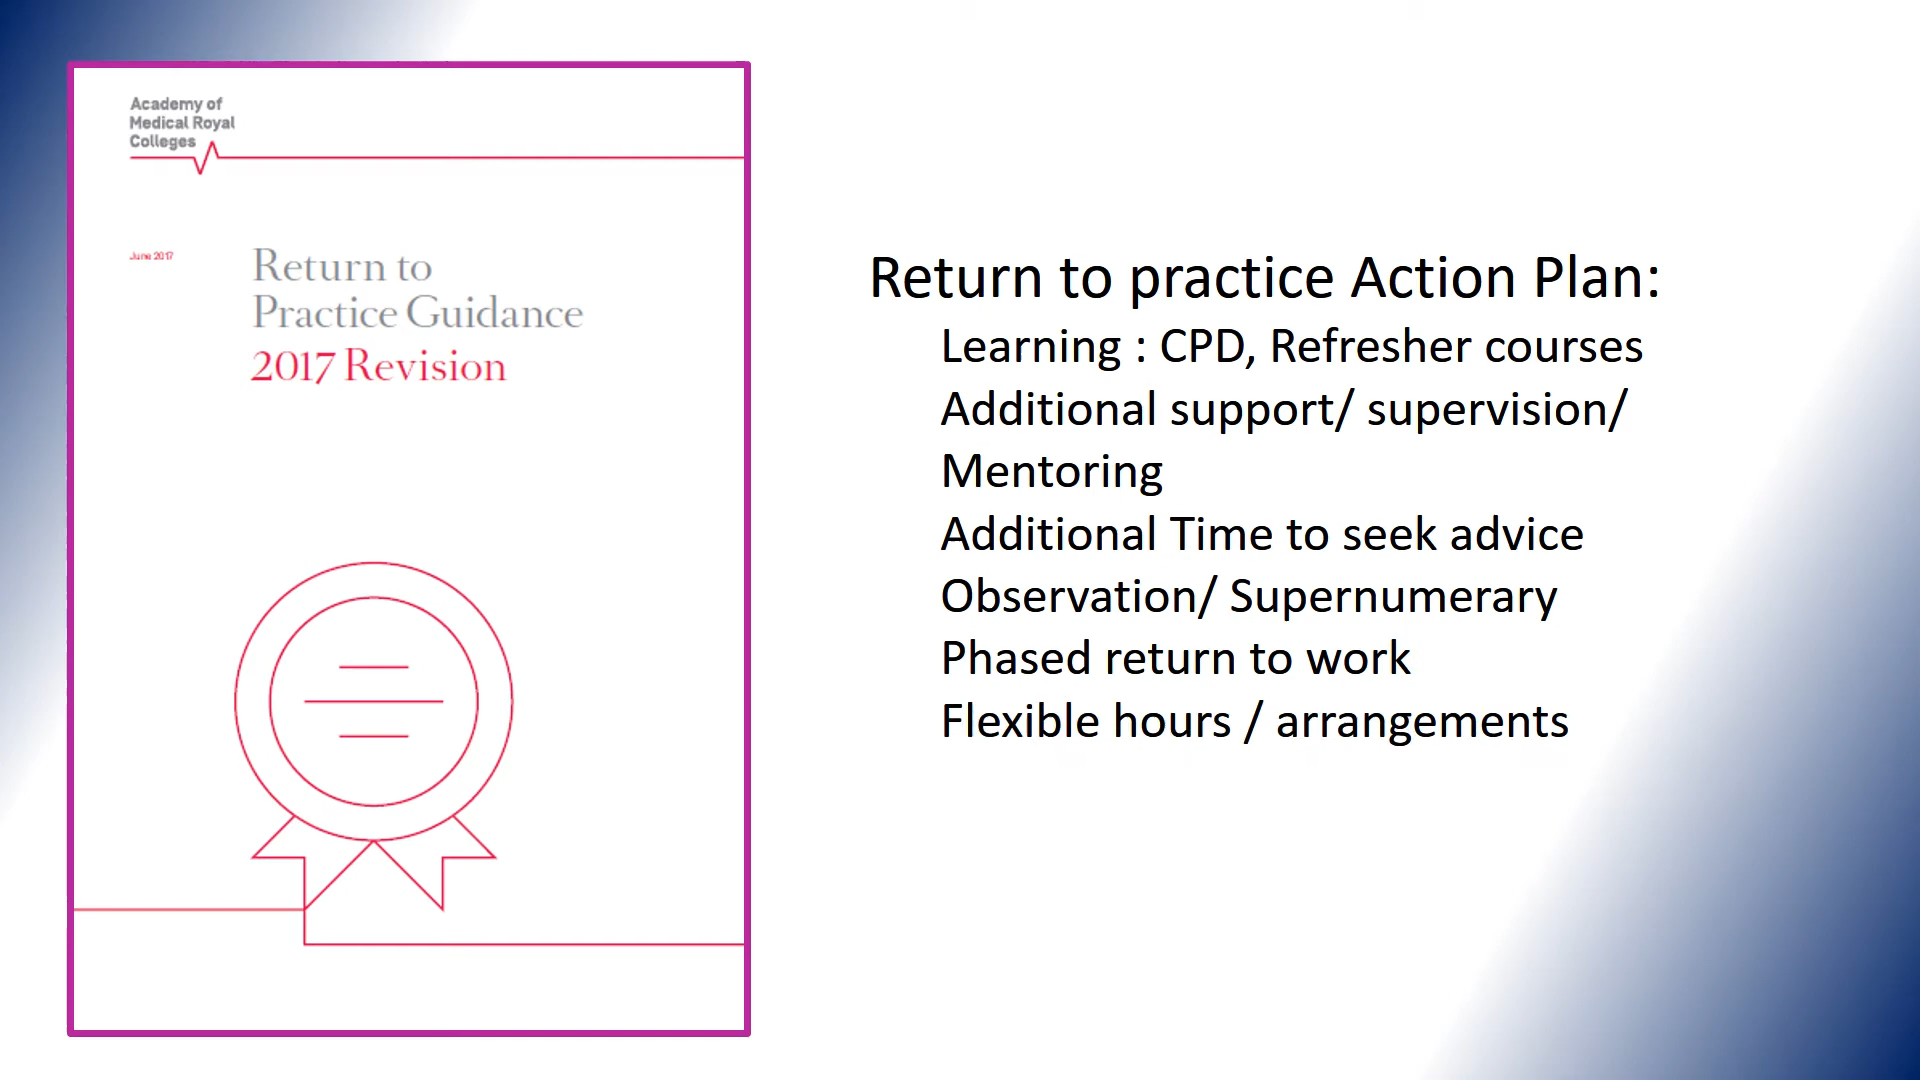 Academy of
Medical Royal
Colleges
June 2017
Return to
Practice Guidance
2017 Revision
Return to practice Action Plan:
Learning : CPD, Refresher courses
Additional support/ supervision/
Mentoring
Additional Time to seek advice
Observation/ Supernumerary
Phased return to work
Flexible hours / arrangements